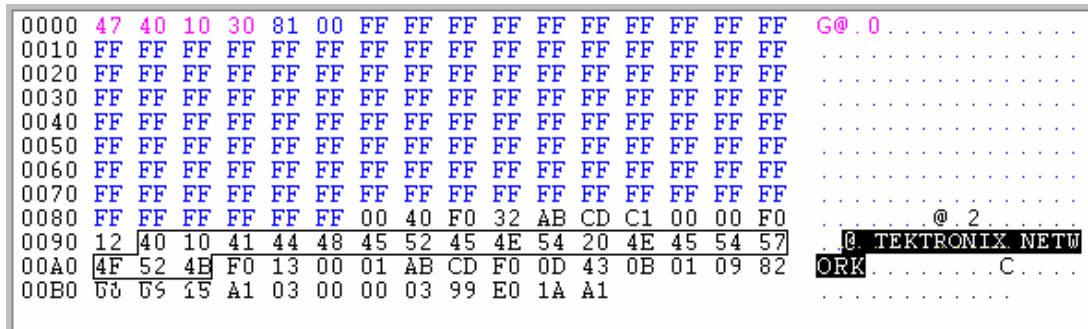 0000 47 40 10 30 81 00 FF FF FF FF FF FF FF FF FF FF G@.0............
0010 FF FF FF FF FF FF FF FF FF FF FF FF FF FF FF FF ................
0020 FF FF FF FF FF FF FF FF FF FF FF FF FF FF FF FF ................
0030 FF FF FF FF FF FF FF FF FF FF FF FF FF FF FF FF ................
0040 FF FF FF FF FF FF FF FF FF FF FF FF FF FF FF FF ................
0050 FF FF FF FF FF FF FF FF FF FF FF FF FF FF FF FF ................
0060 FF FF FF FF FF FF FF FF FF FF FF FF FF FF FF FF ................
0070 FF FF FF FF FF FF FF FF FF FF FF FF FF FF FF FF ................
0080 FF FF FF FF FF FF 00 40 F0 32 AB CD C1 00 00 F0 .......@.2......
0090 12 40 10 41 44 48 45 52 45 4E 54 20 4E 45 54 57 .@. TEKTRONIX. NETW
00A0 4F 52 4B F0 13 00 01 AB CD F0 0D 43 0B 01 09 82 ORK........C....
00B0 15 A1 03 00 00 03 99 E0 1A A1 ............